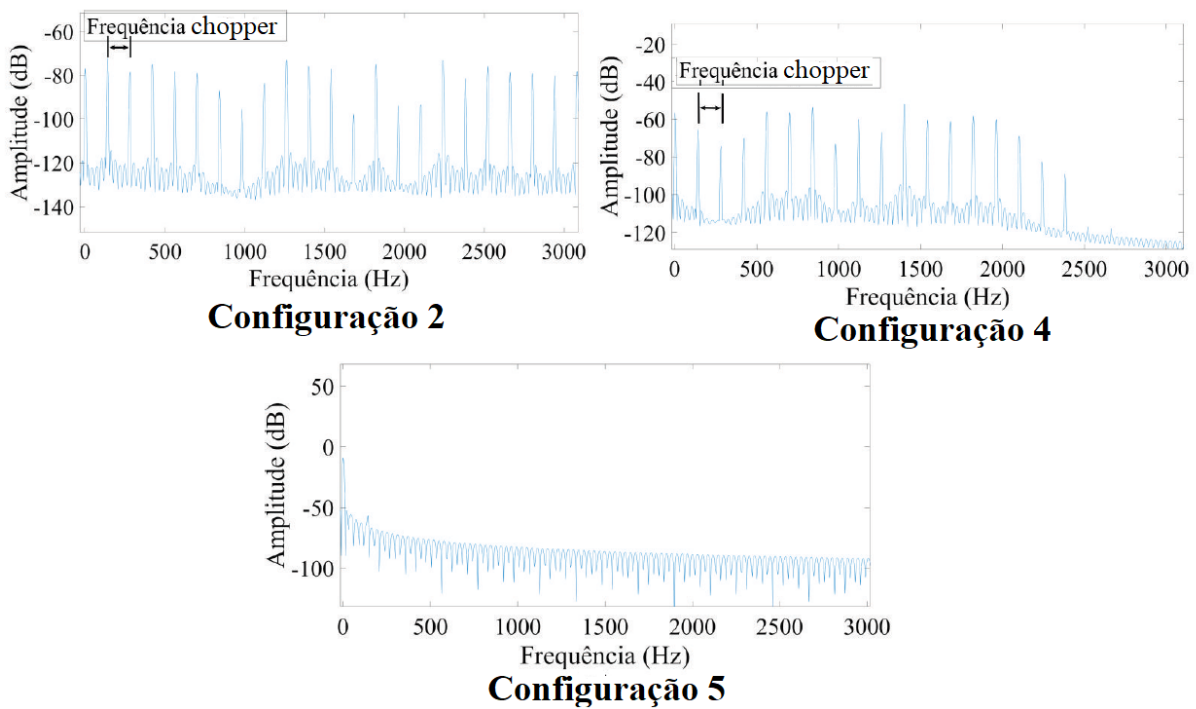 Frequência chopper
-60
-80
-100
-120
-140
Amplitude (dB)
0 500 1000 1500 2000 2500 3000
Frequência (Hz)
Configuração 2
Frequência chopper
-20
-40
-60
-80
-100
-120
Amplitude (dB)
0 500 1000 1500 2000 2500 3000
Frequência (Hz)
Configuração 4
50
0
-50
-100
Amplitude (dB)
0 500 1000 1500 2000 2500 3000
Frequência (Hz)
Configuração 5